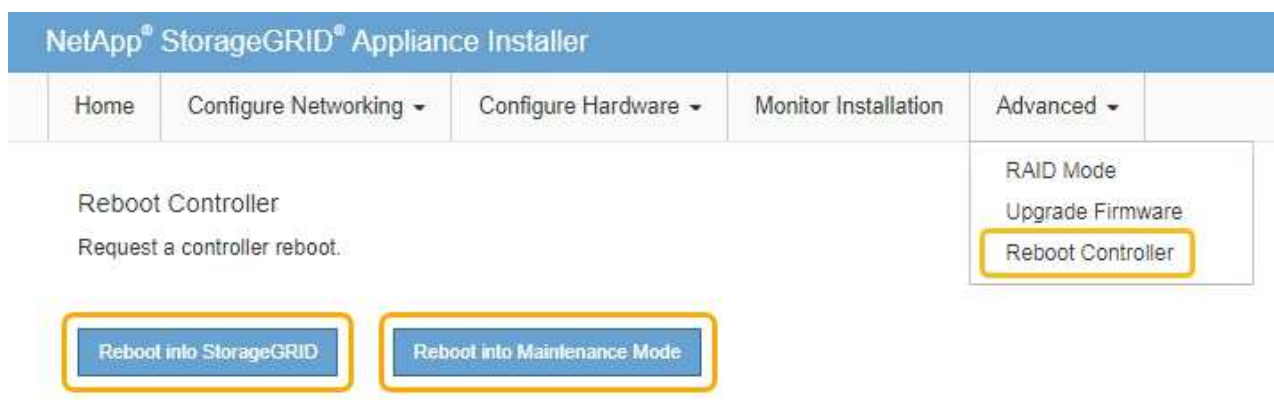 NetApp® StorageGRID® Appliance Installer
Home Configure Networking Configure Hardware Monitor Installation Advanced
RAID Mode
Upgrade Firmware
Reboot Controller
Reboot Controller
Request a controller reboot.
Reboot into StorageGRID Reboot into Maintenance Mode